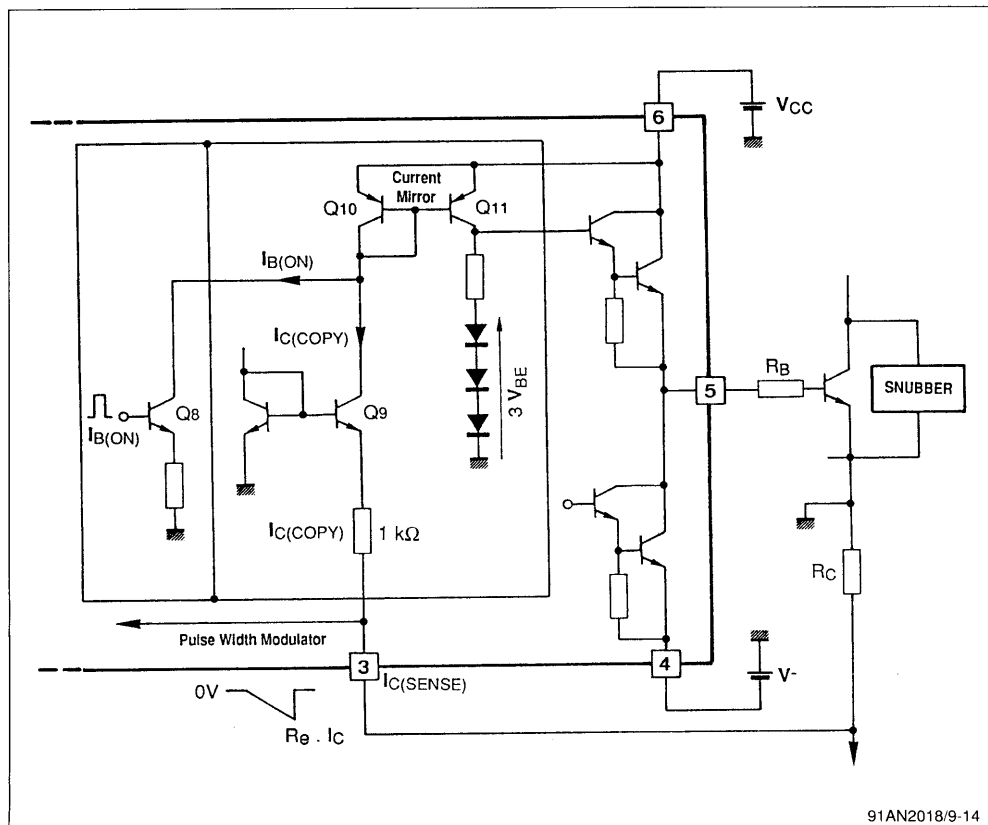 6
VCC
Current
Mirror
Q10
Q11
IB(ON)
IC(COPY)
3 VBE
5
RB
SNUBBER
Q8
Q9
IB(ON)
IC(COPY)
1 kΩ
RC
Pulse Width Modulator
3
4
IC(SENSE)
V-
0V
Re . IC
91AN2018/9-14